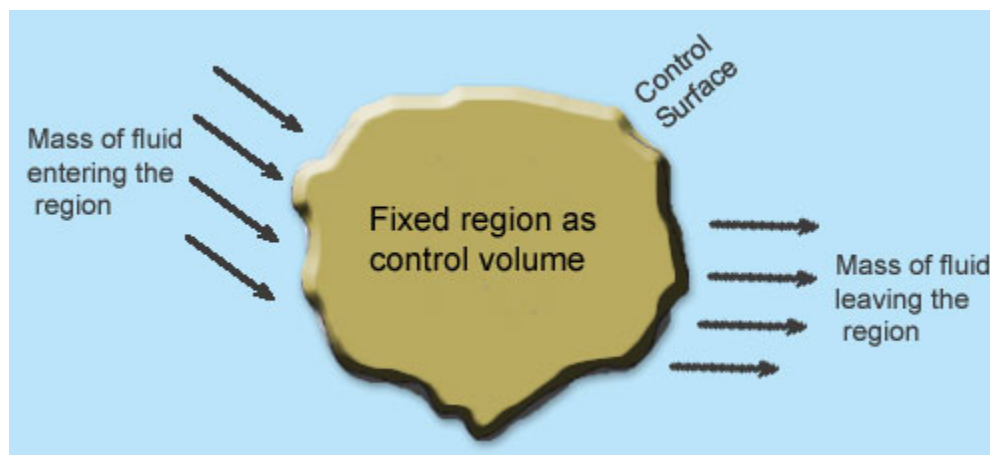 Mass of fluid
entering the
region
Control
Surface
Fixed region as
control volume
Mass of fluid
leaving the
region